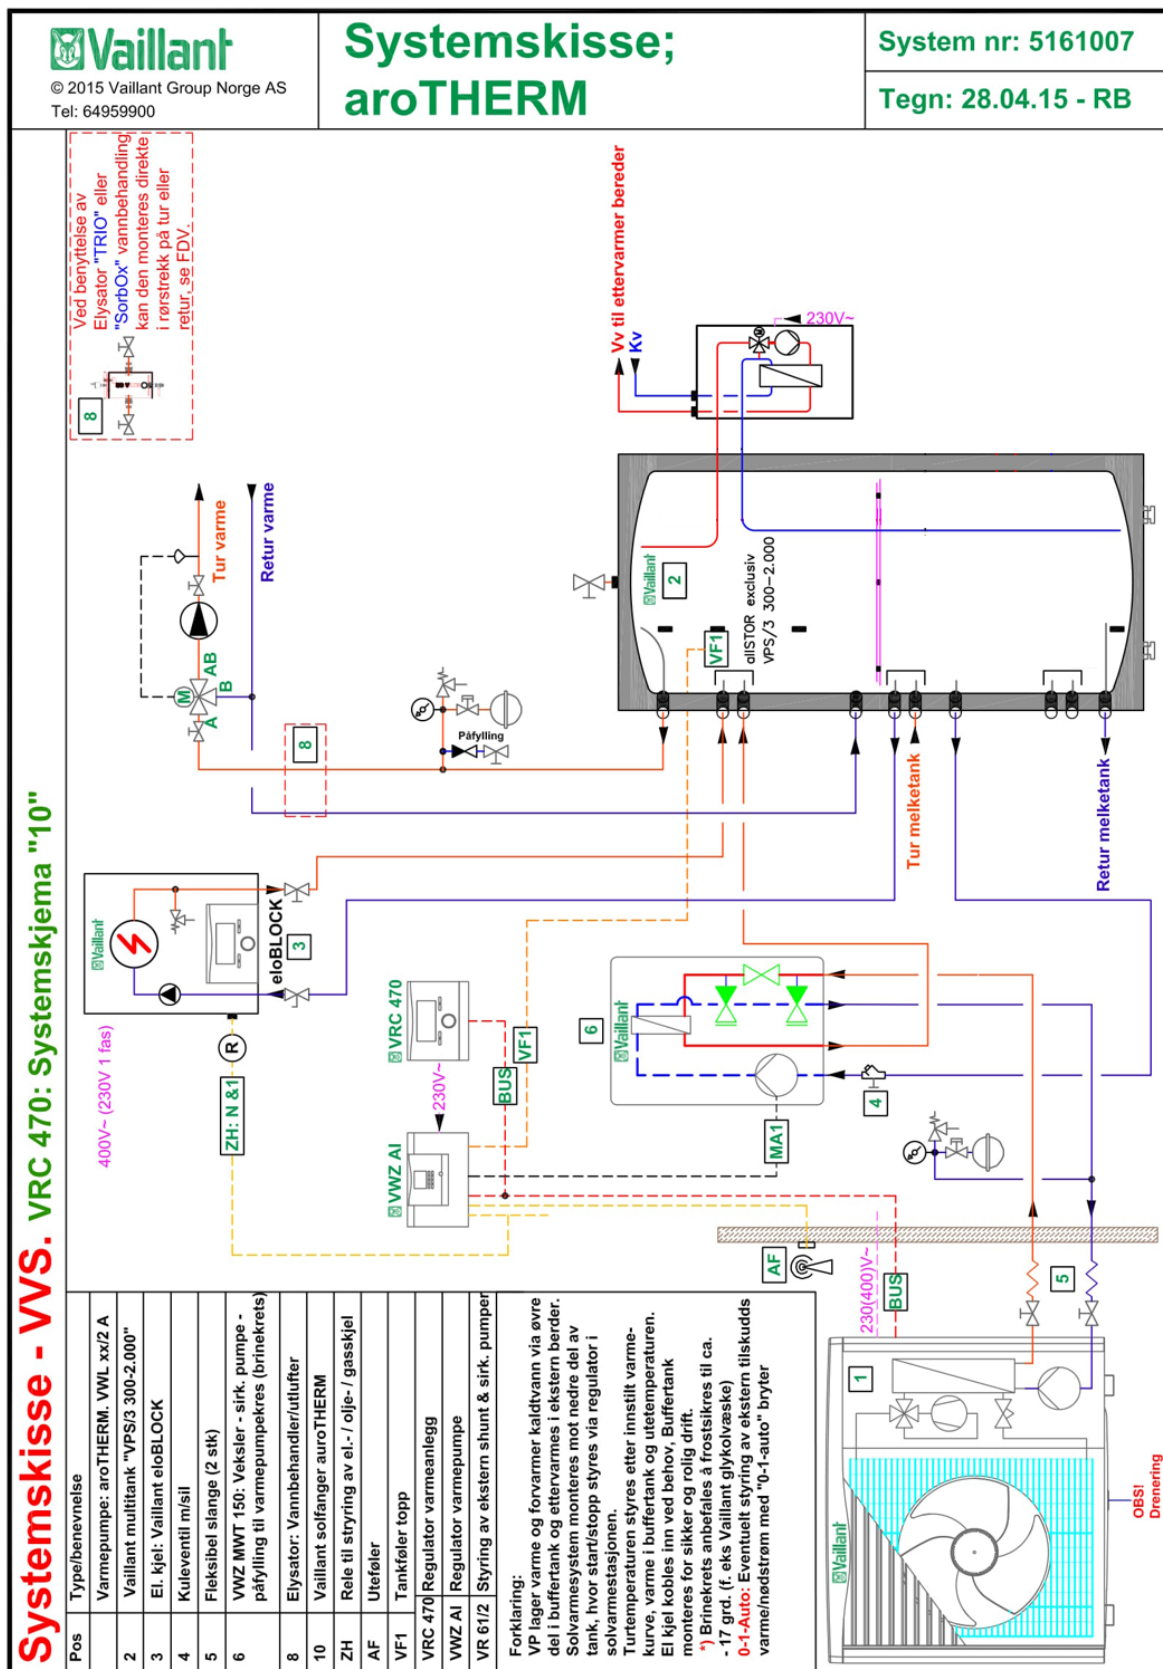 Vaillant
© 2015 Vaillant Group Norge AS
Tel: 64959900
Systemskisse;
aroTHERM
System nr: 5161007
Tegn: 28.04.15 - RB
Systemskisse - VVS. VRC 470: Systemskjema "10"
Ved benyttelse av
Elysator "TRIO" eller
"SorbOx" vannbehandling
kan den monteres direkte
i rørstrekk på tur eller
retur, se FDV.
8
Tur varme
Retur varme
M
A
AB
B
8
Påfylling
Vv til ettervarmer bereder
Kv
230V~
Vaillant
2
allSTOR exclusiv
VPS/3 300-2.000
VF1
Tur melketank
Retur melketank
400V~ (230V 1 fas)
Vaillant
eloBLOCK
3
R
ZH: N &1
VRC 470
230V~
BUS
VF1
VWZ AI
MA1
6
Vaillant
4
AF
230(400)V~
BUS
5
1
Vaillant
OBS!
Drenering
Pos Type/benevnelse
Varmepumpe: aroTHERM. VWL xx/2 A
2 Vaillant multitank "VPS/3 300-2.000"
3 El. kjel: Vaillant eloBLOCK
4 Kuleventil m/sil
5 Fleksibel slange (2 stk)
6 VWZ MWT 150: Veksler - sirk. pumpe -
påfylling til varmepumpekres (brinekrets)
8 Elysator: Vannbehandler/utlufter
10 Vaillant solfanger auroTHERM
ZH Rele til stryring av el.- / olje- / gasskjel
AF Uteføler
VF1 Tankføler topp
VRC 470 Regulator varmeanlegg
VWZ AI Regulator varmepumpe
VR 61/2 Styring av ekstern shunt & sirk. pumper
Forklaring:
VP lager varme og forvarmer kaldtvann via øvre
del i buffertank og ettervarmes i ekstern berder.
Solvarmesystem monteres mot nedre del av
tank, hvor start/stopp styres via regulator i
solvarmestasjonen.
Turtemperaturen styres etter innstilt varme-
kurve, varme i buffertank og utetemperaturen.
El kjel kobles inn ved behov, Buffertank
monteres for sikker og rolig drift.
*) Brinekrets anbefales å frostsikres til ca.
- 17 grd. (f. eks Vaillant glykolvæske)
0-1-Auto: Eventuelt styring av ekstern tilskudds
varme/nødstrøm med "0-1-auto" bryter